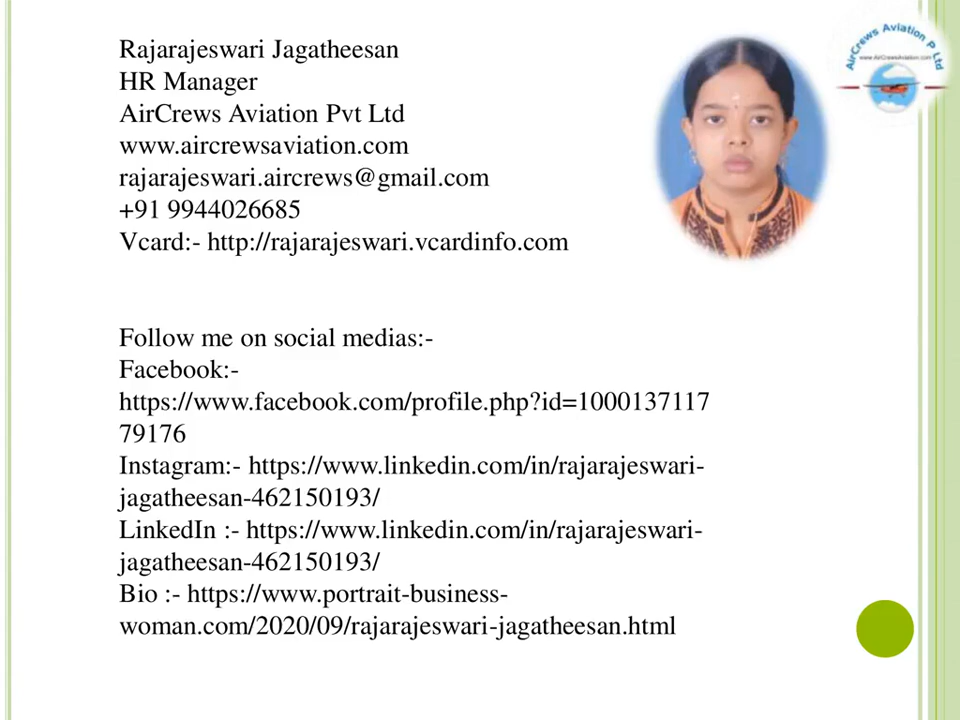 Rajarajeswari Jagatheesan
HR Manager
AirCrews Aviation Pvt Ltd
www.aircrewsaviation.com
rajarajeswari.aircrews@gmail.com
+91 9944026685
Vcard:- http://rajarajeswari.vcardinfo.com
AirCrews Aviation P Ltd
www.AirCrewsAviation.com
Follow me on social medias:-
Facebook:-
https://www.facebook.com/profile.php?id=1000137117
79176
Instagram:- https://www.linkedin.com/in/rajarajeswari-
jagatheesan-462150193/
LinkedIn :- https://www.linkedin.com/in/rajarajeswari-
jagatheesan-462150193/
Bio :- https://www.portrait-business-
woman.com/2020/09/rajarajeswari-jagatheesan.html